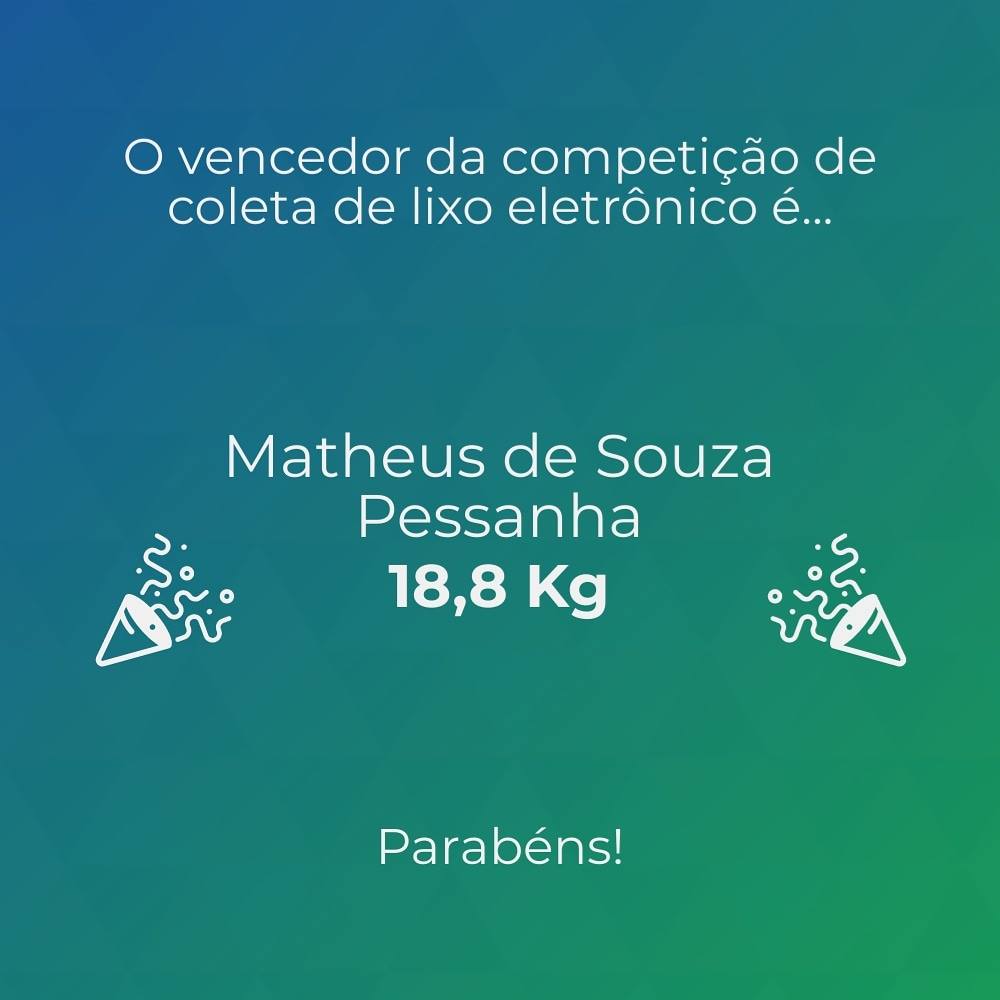 O vencedor da competição de
coleta de lixo eletrônico é...
Matheus de Souza
Pessanha
18,8 Kg
Parabéns!